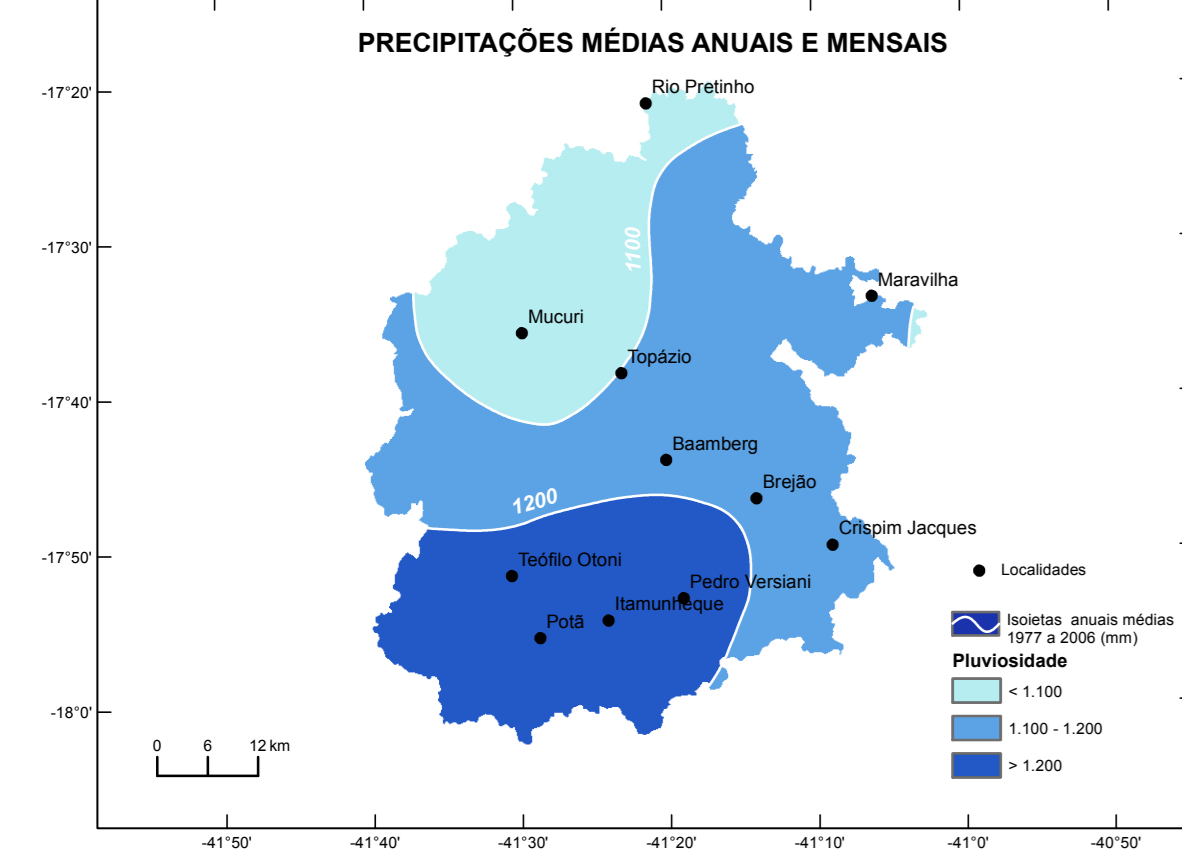 PRECIPITAÇÕES MÉDIAS ANUAIS E MENSAIS
-17°20'
Rio Pretinho
-17°30'
1100
Maravilha
Mucuri
Topázio
-17°40'
Baamberg
Brejão
1200
Crispim Jacques
-17°50'
Teófilo Otoni
Pedro Versiani
Itamunheque
Potã
Localidades
Isoietas anuais médias
1977 a 2006 (mm)
Pluviosidade
< 1.100
1.100 - 1.200
> 1.200
-18°0'
0 6 12 km
-41°50' -41°40' -41°30' -41°20' -41°10' -41°0' -40°50'